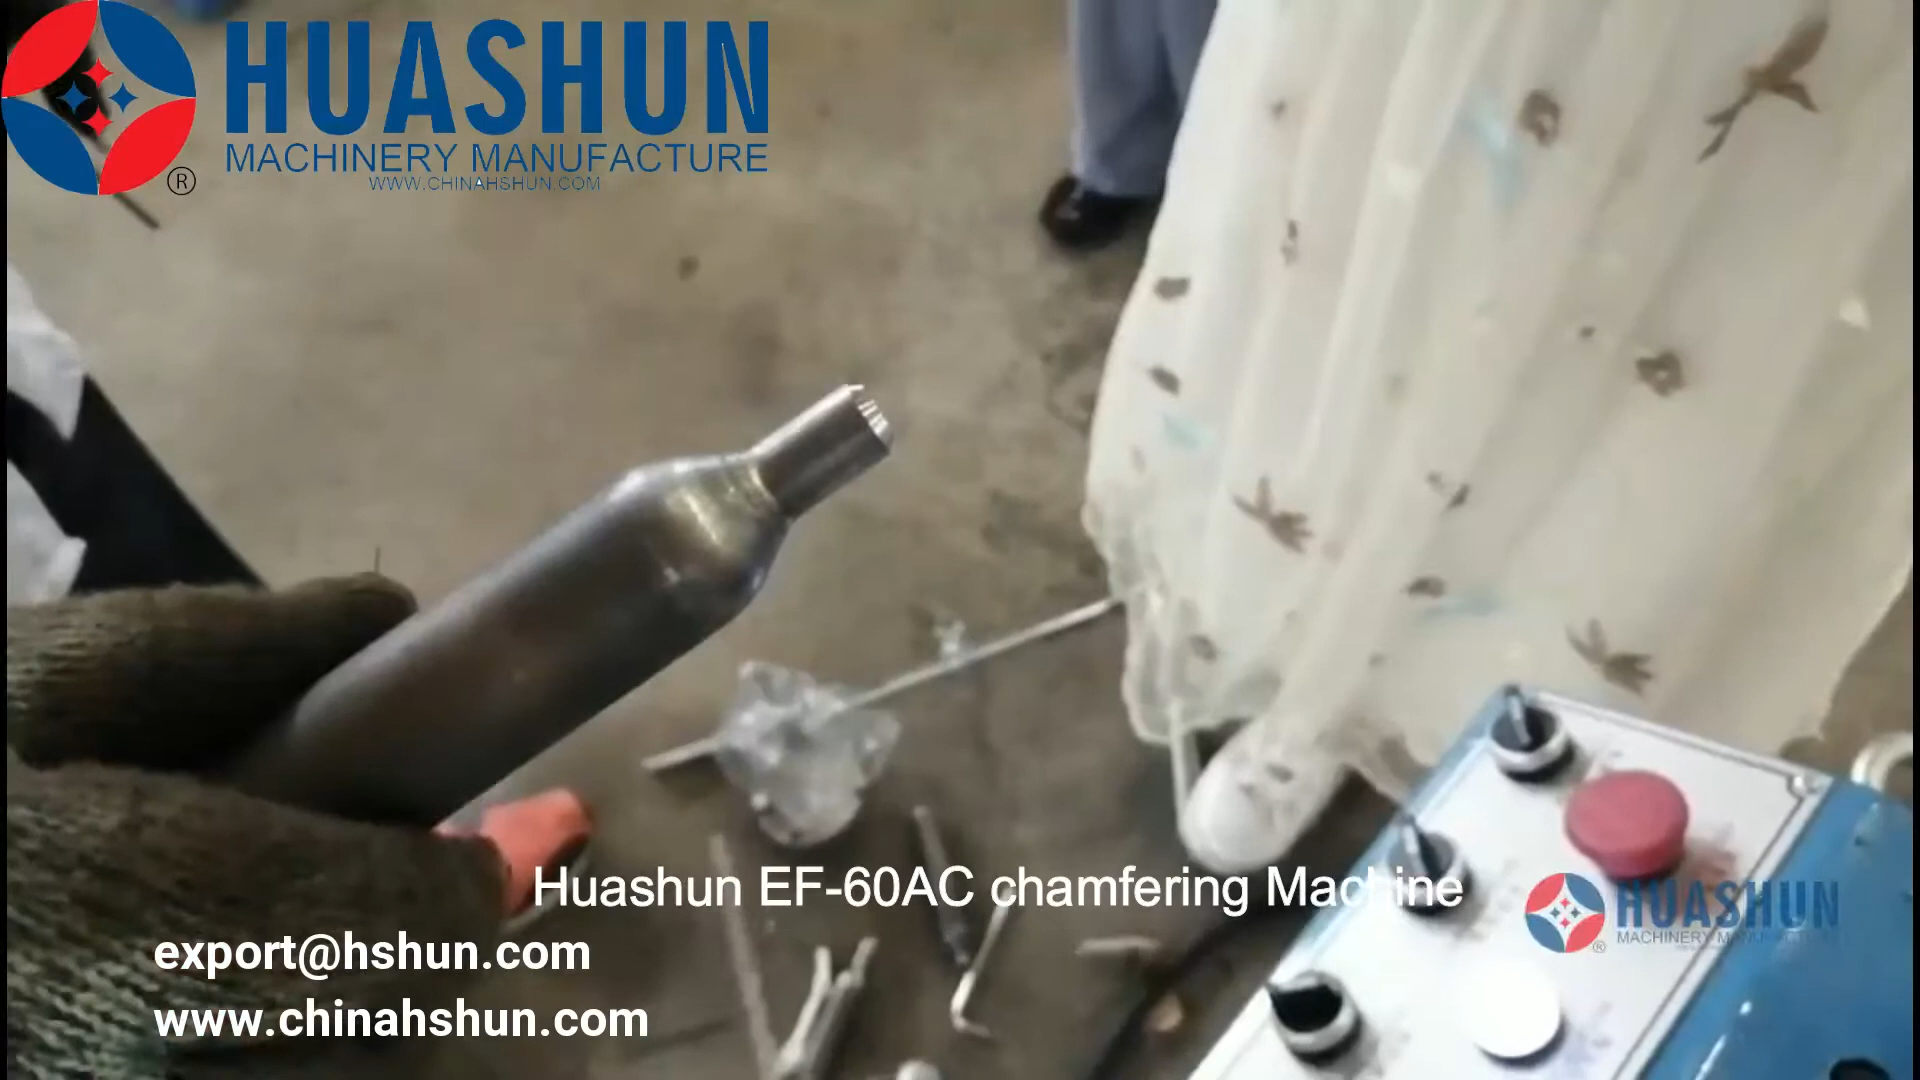 HUASHUN
MACHINERY MANUFACTURE
WWW.CHINAHSHUN.COM
®
Huashun EF-60AC chamfering Machine
HUASHUN
MACHINERY MANUFACTURE
®
export@hshun.com
www.chinahshun.com